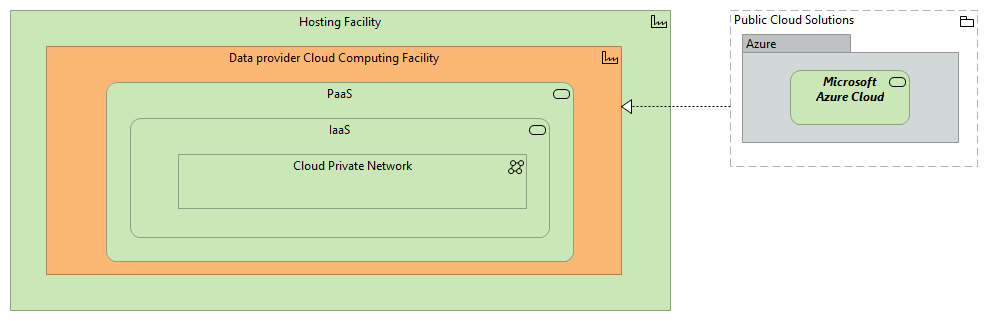 Hosting Facility
Data provider Cloud Computing Facility
PaaS
IaaS
Cloud Private Network
Public Cloud Solutions
Azure
Microsoft
Azure Cloud